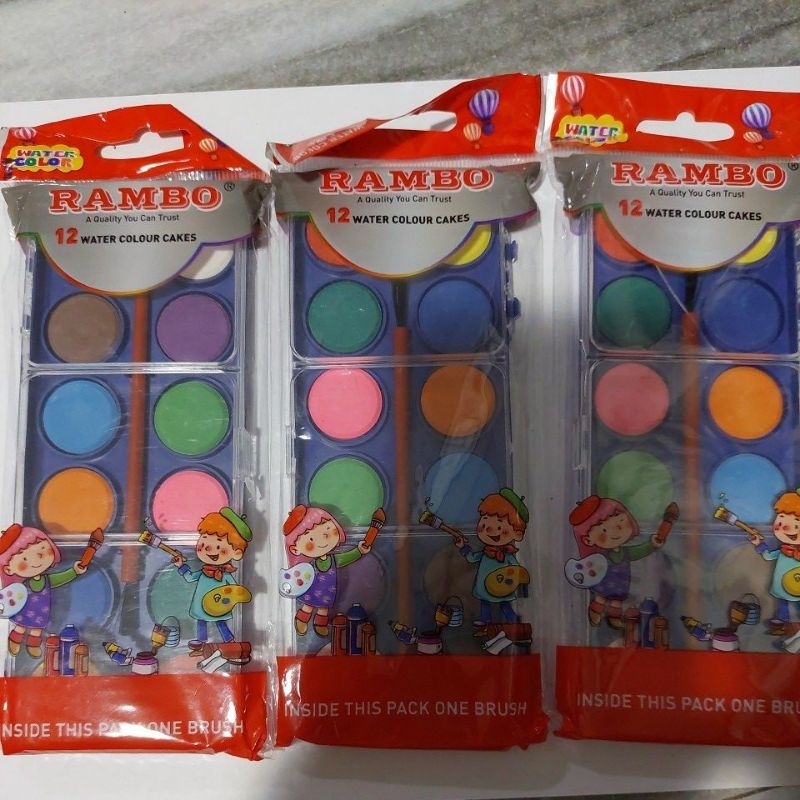 WATER
COLOR
RAMBO®
A Quality You Can Trust
12 WATER COLOUR CAKES
INSIDE THIS PACK ONE BRUSH
RAMBO
A Quality You Can Trust
12 WATER COLOUR CAKES
INSIDE THIS PACK ONE BRUSH
WATER
RAMBO®
A Quality You Can Trust
12 WATER COLOUR CAKES
INSIDE THIS PACK ONE BRUSH